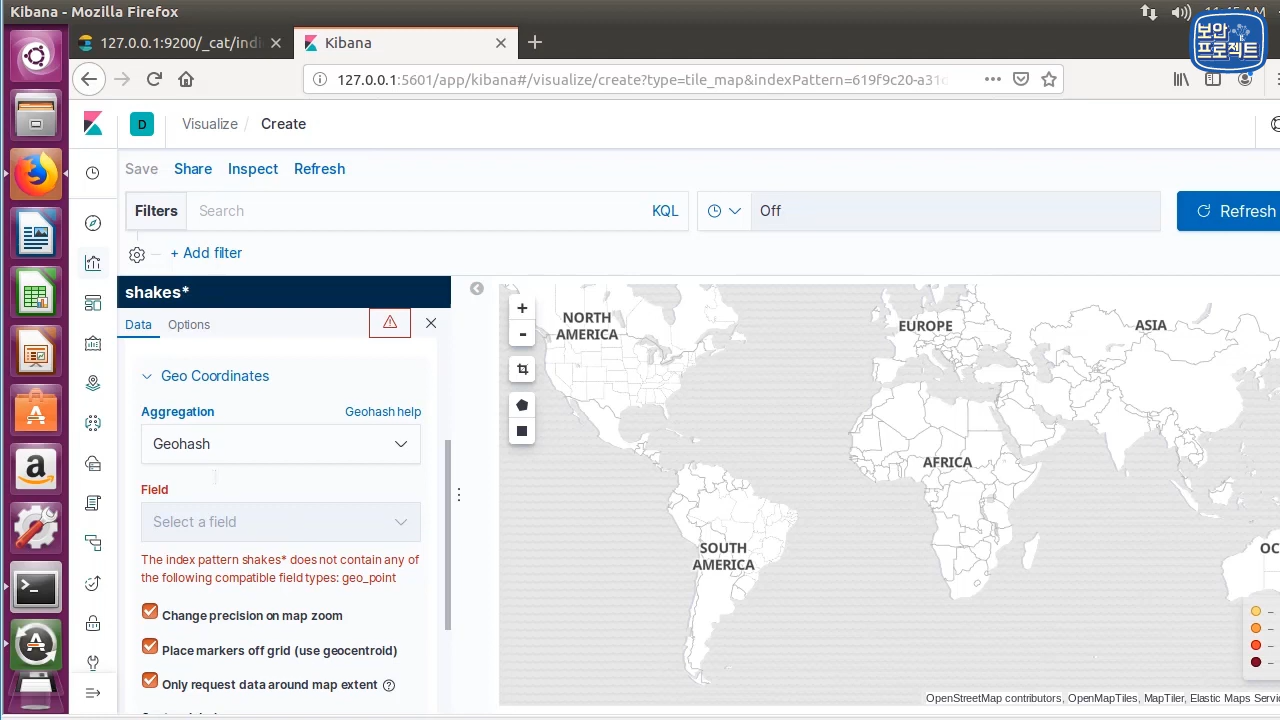 Kibana - Mozilla Firefox
보안
프로젝트
127.0.0.1:9200/_cat/indi
Kibana
127.0.0.1:5601/app/kibana#/visualize/create?type=tile_map&indexPattern=619f9c20-a31c
D
Visualize / Create
Save Share Inspect Refresh
Filters Search KQL Off Refresh
+ Add filter
shakes*
Data Options
Geo Coordinates
Aggregation Geohash help
Geohash
Field
Select a field
The index pattern shakes* does not contain any of
the following compatible field types: geo_point
Change precision on map zoom
Place markers off grid (use geocentroid)
Only request data around map extent
+
-
NORTH
AMERICA
EUROPE
ASIA
AFRICA
SOUTH
AMERICA
OC
OpenStreetMap contributors, OpenMapTiles, MapTiler, Elastic Maps Servi